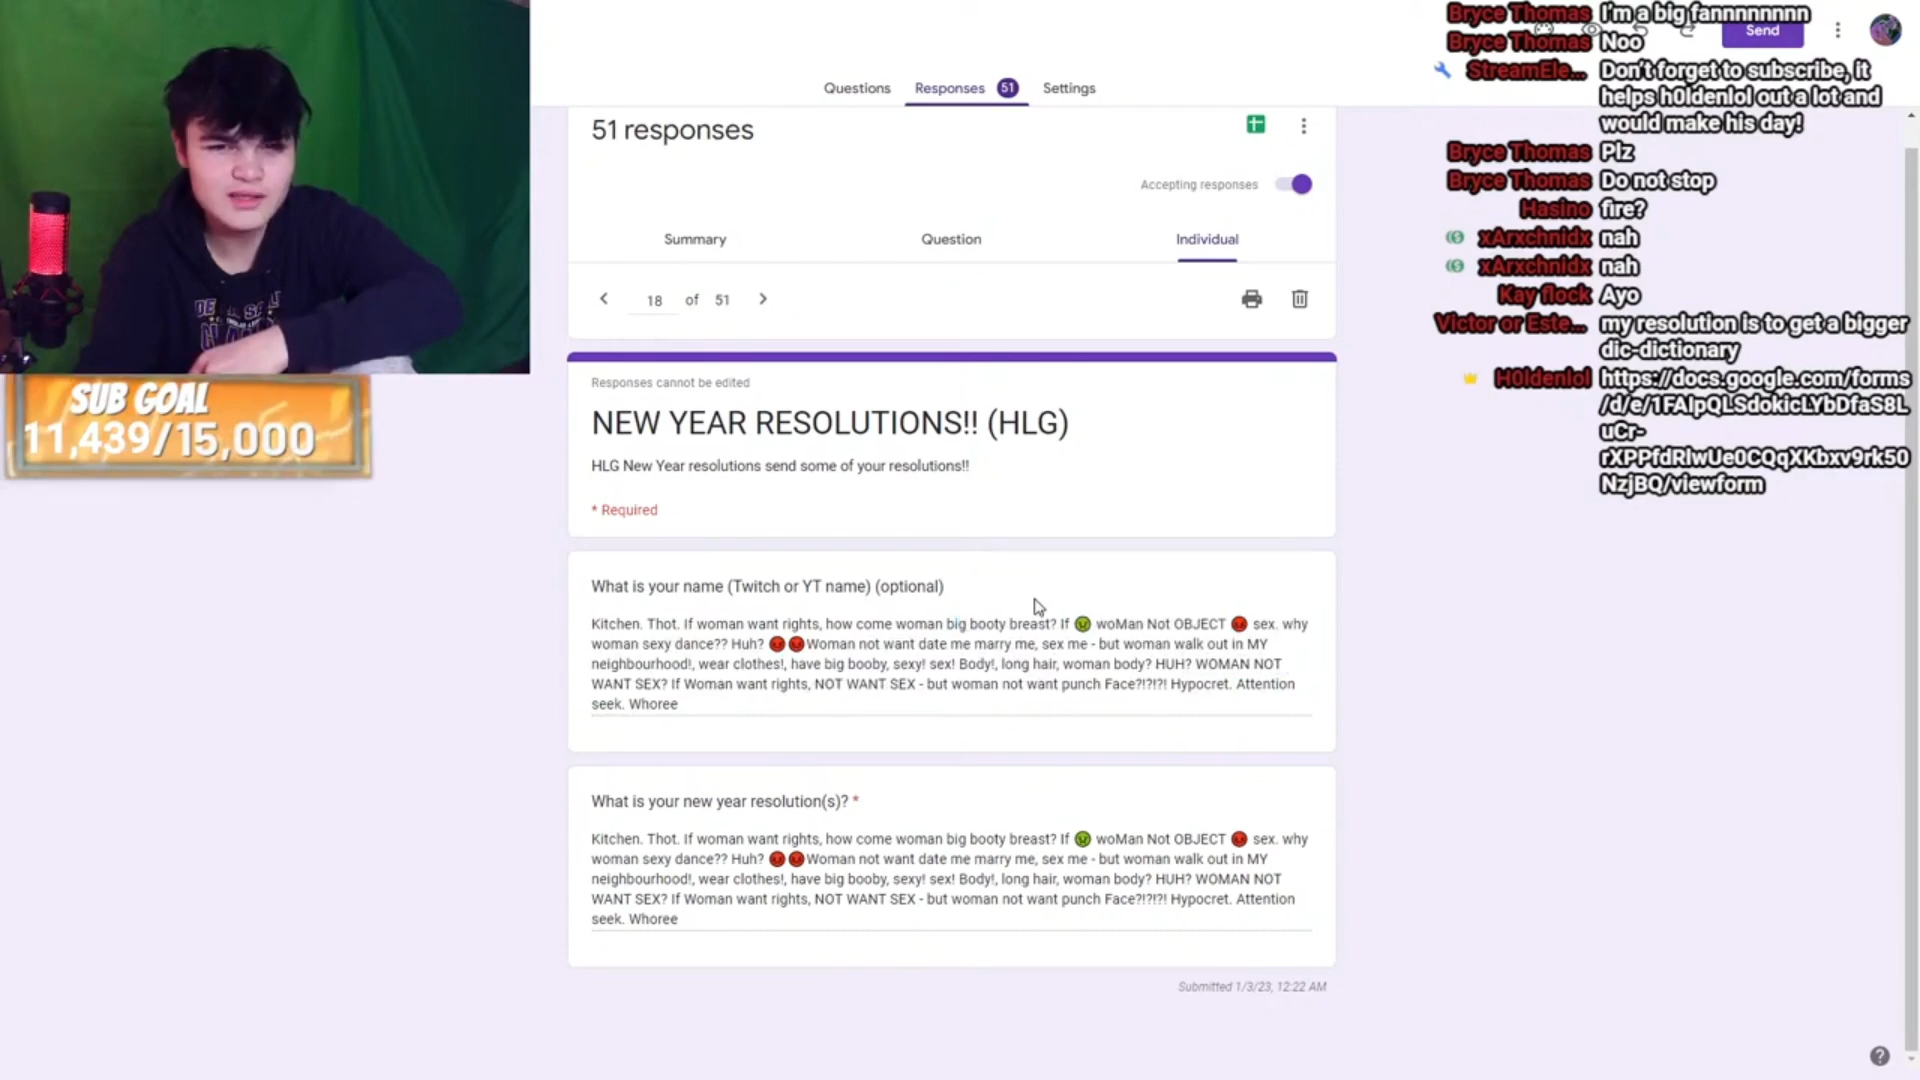 Questions
Responses 51
Settings
Send
51 responses
Accepting responses
Summary
Question
Individual
18 of 51
Responses cannot be edited
NEW YEAR RESOLUTIONS!! (HLG)
HLG New Year resolutions send some of your resolutions!!
* Required
What is your name (Twitch or YT name) (optional)
Kitchen. Thot. If woman want rights, how come woman big booty breast? If 🤢 woMan Not OBJECT 😡 sex. why
woman sexy dance?? Huh? 😡😡Woman not want date me marry me, sex me - but woman walk out in MY
neighbourhood!, wear clothes!, have big booby, sexy! sex! Body!, long hair, woman body? HUH? WOMAN NOT
WANT SEX? If Woman want rights, NOT WANT SEX - but woman not want punch Face?!?!?! Hypocret. Attention
seek. Whoree
What is your new year resolution(s)? *
Kitchen. Thot. If woman want rights, how come woman big booty breast? If 🤢 woMan Not OBJECT 😡 sex. why
woman sexy dance?? Huh? 😡😡Woman not want date me marry me, sex me - but woman walk out in MY
neighbourhood!, wear clothes!, have big booby, sexy! sex! Body!, long hair, woman body? HUH? WOMAN NOT
WANT SEX? If Woman want rights, NOT WANT SEX - but woman not want punch Face?!?!?! Hypocret. Attention
seek. Whoree
Submitted 1/3/23, 12:22 AM
SUB GOAL
11,439/15,000
Bryce Thomas I'm a big fannnnnnnn
Bryce Thomas Noo
StreamEle... Don't forget to subscribe, it
helps h0ldenlol out a lot and
would make his day!
Bryce Thomas Plz
Bryce Thomas Do not stop
Hasino fire?
xArxchnidx nah
xArxchnidx nah
Kay flock Ayo
Victor or Este... my resolution is to get a bigger
dic-dictionary
H0ldenlol https://docs.google.com/forms
/d/e/1FAIpQLSdokicLYbDfaS8L
uCr-
rXPPfdRlwUe0CQqXKbxv9rk50
NzjBQ/viewform